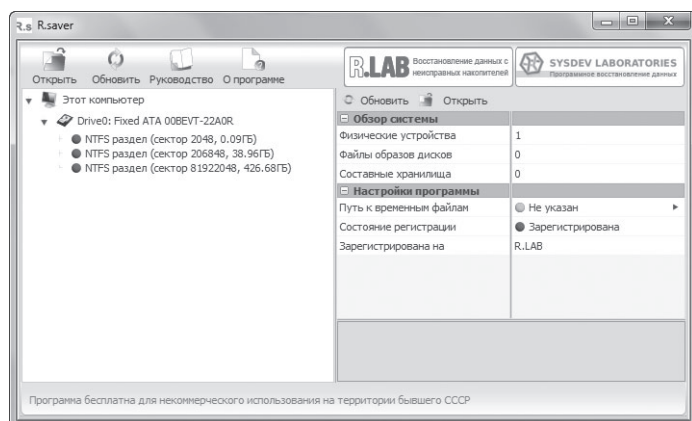 R.saver
Открыть Обновить Руководство О программе
R.LAB Восстановление данных с неисправных накопителей
SYSDEV LABORATORIES
Программное восстановление данных
Этот компьютер
Drive0: Fixed ATA 00BEVT-22A0R
NTFS раздел (сектор 2048, 0.09ГБ)
NTFS раздел (сектор 206848, 38.96ГБ)
NTFS раздел (сектор 81922048, 426.68ГБ)
Обновить Открыть
Обзор системы
Физические устройства 1
Файлы образов дисков 0
Составные хранилища 0
Настройки программы
Путь к временным файлам Не указан
Состояние регистрации Зарегистрирована
Зарегистрирована на R.LAB
Программа бесплатна для некоммерческого использования на территории бывшего СССР